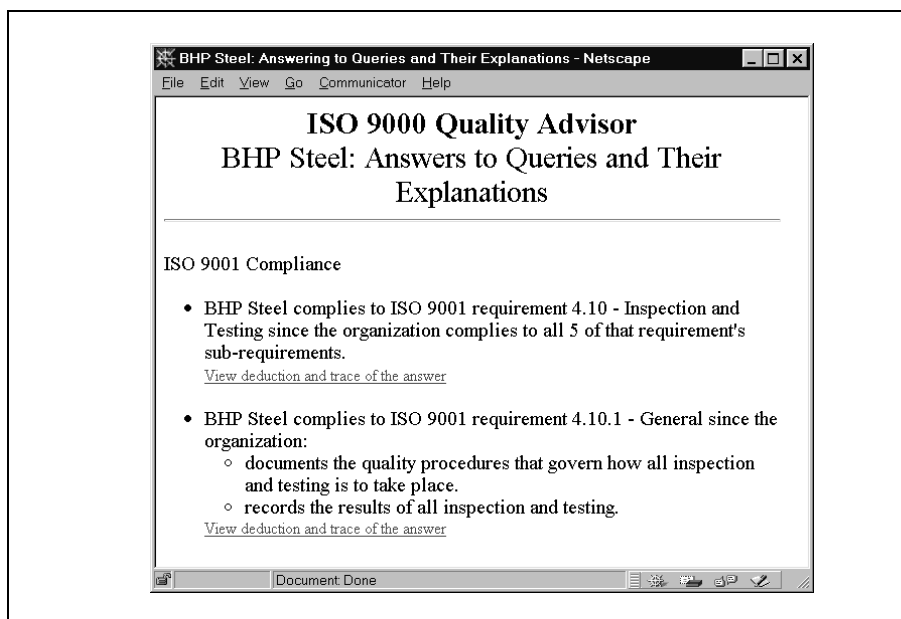 BHP Steel: Answering to Queries and Their Explanations - Netscape
File Edit View Go Communicator Help
ISO 9000 Quality Advisor
BHP Steel: Answers to Queries and Their
Explanations
ISO 9001 Compliance
• BHP Steel complies to ISO 9001 requirement 4.10 - Inspection and
Testing since the organization complies to all 5 of that requirement's
sub-requirements.
View deduction and trace of the answer
• BHP Steel complies to ISO 9001 requirement 4.10.1 - General since the
organization:
○ documents the quality procedures that govern how all inspection
and testing is to take place.
○ records the results of all inspection and testing.
View deduction and trace of the answer
Document: Done